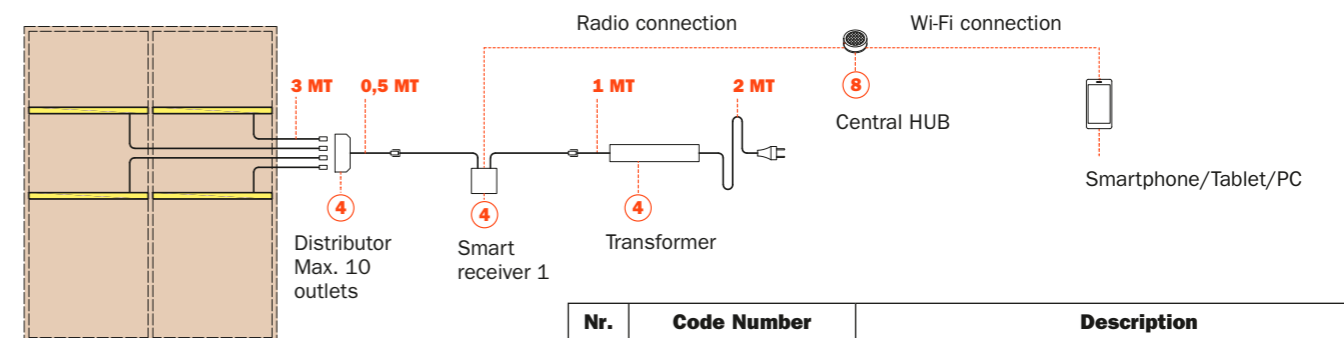 Radio connection
Wi-Fi connection
3 MT
0,5 MT
1 MT
2 MT
8
Central HUB
Smartphone/Tablet/PC
4
Distributor
Max. 10
outlets
4
Smart
receiver 1
4
Transformer
Nr. Code Number Description